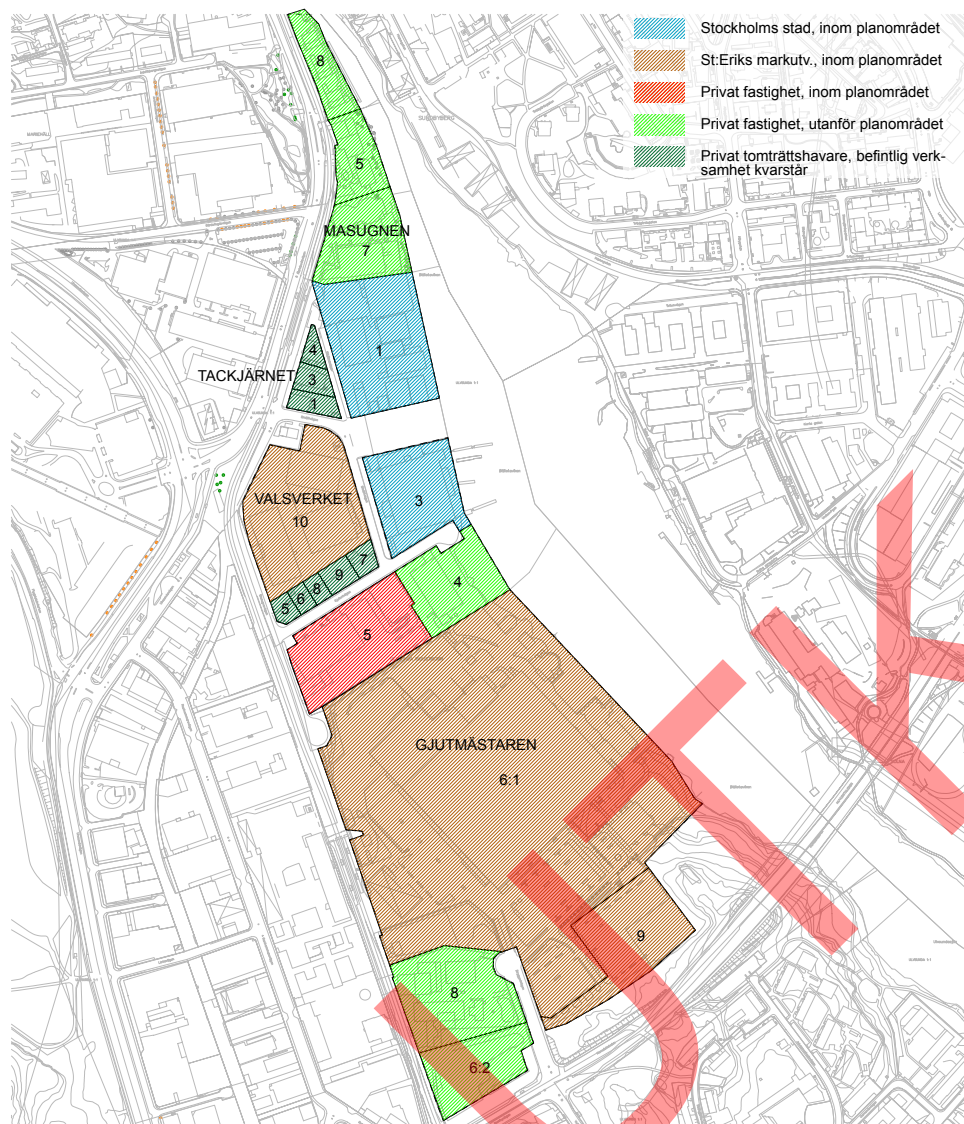 Stockholms stad, inom planområdet
St:Eriks markutv., inom planområdet
Privat fastighet, inom planområdet
Privat fastighet, utanför planområdet
Privat tomträttshavare, befintlig verk-
samhet kvarstår
8
5
MASUGNEN
7
1
4
TACKJÄRNET
3
1
VALSVERKET
10
3
7
9
8
6
5
4
5
GJUTMÄSTAREN
6:1
9
8
6:2